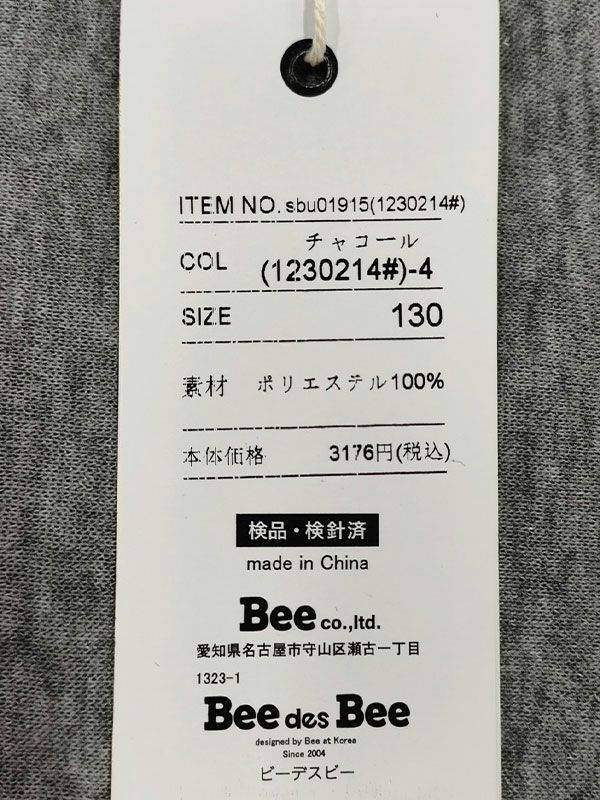 ITEM NO. sbu01915(1230214#)
チャコール
COL (1230214#)-4
SIZE 130
素材 ポリエステル100%
本体価格 3176円(税込)
検品・検針済
made in China
Bee co.,ltd.
愛知県名古屋市守山区瀬古一丁目
1323-1
Bee des Bee
designed by Bee at Korea
Since 2004
ビーデスビー